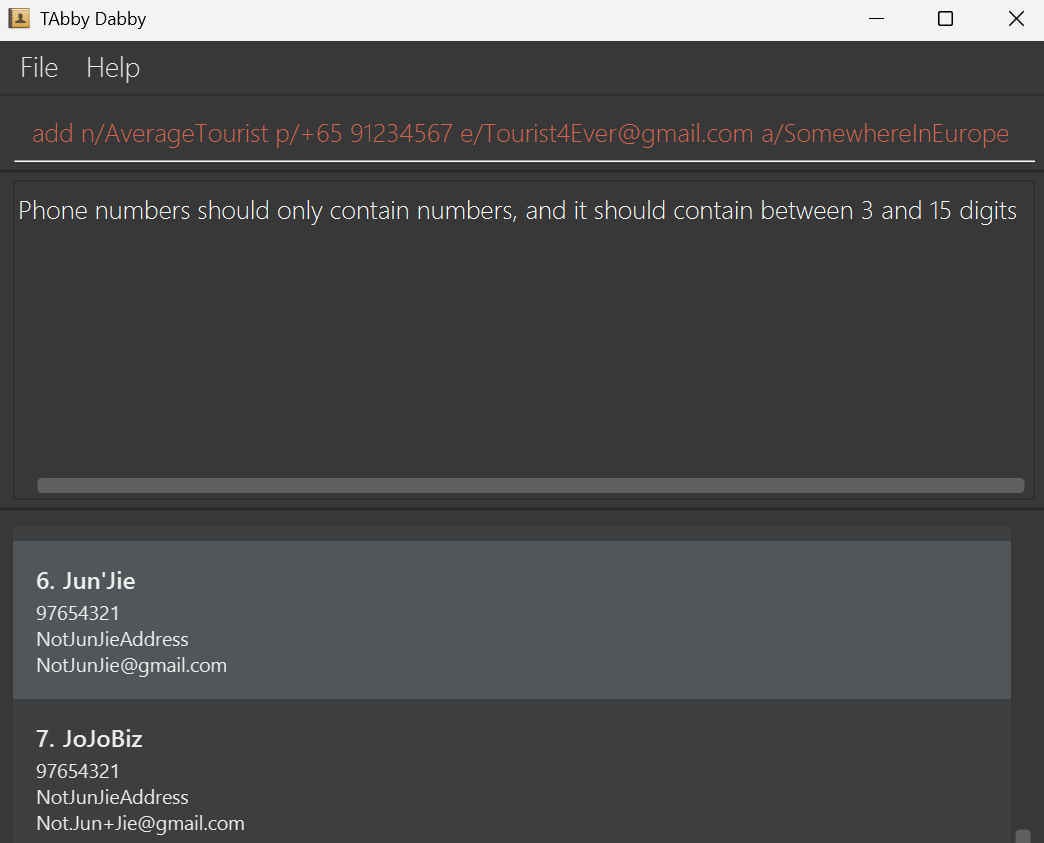 TAbby Dabby
File Help
add n/AverageTourist p/+65 91234567 e/Tourist4Ever@gmail.com a/SomewhereInEurope
Phone numbers should only contain numbers, and it should contain between 3 and 15 digits
6. Jun'Jie
97654321
NotJunJieAddress
NotJunJie@gmail.com
7. JoJoBiz
97654321
NotJunJieAddress
Not.Jun+Jie@gmail.com